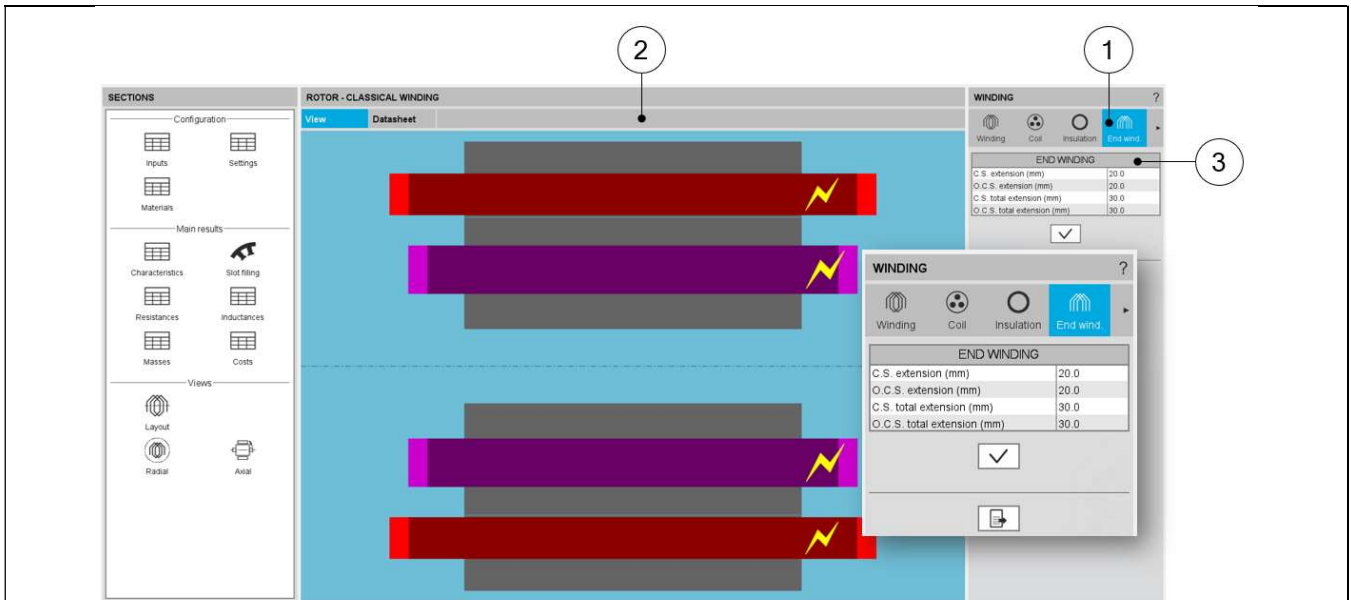 2
1
SECTIONS
Configuration
Inputs
Settings
Materials
Main results
Characteristics
Slot filling
Resistances
Inductances
Masses
Costs
Views
Layout
Radial
Axial
ROTOR - CLASSICAL WINDING
View Datasheet
WINDING ?
Winding Coil Insulation End wind.
END WINDING
3
C.S. extension (mm) 20.0
O.C.S. extension (mm) 20.0
C.S. total extension (mm) 30.0
O.C.S. total extension (mm) 30.0
WINDING ?
Winding Coil Insulation End wind.
END WINDING
C.S. extension (mm) 20.0
O.C.S. extension (mm) 20.0
C.S. total extension (mm) 30.0
O.C.S. total extension (mm) 30.0